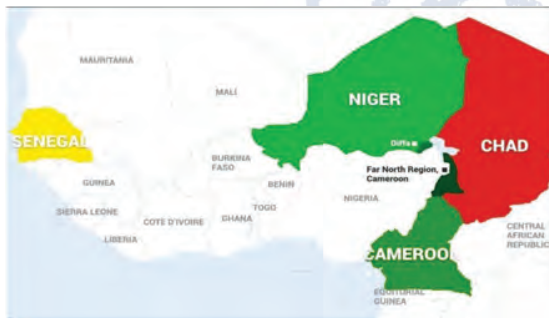 MAURITANIA
MALI
NIGER
SENEGAL
Diffa
CHAD
BURKINA
FASO
Far North Region,
Cameroon
GUINEA
BENIN
NIGERIA
SIERRA LEONE
COTE D'IVOIRE
GHANA
TOGO
LIBERIA
CENTRAL
AFRICAN
REPUBLIC
CAMEROON
EQUITORIAL
GUINEA